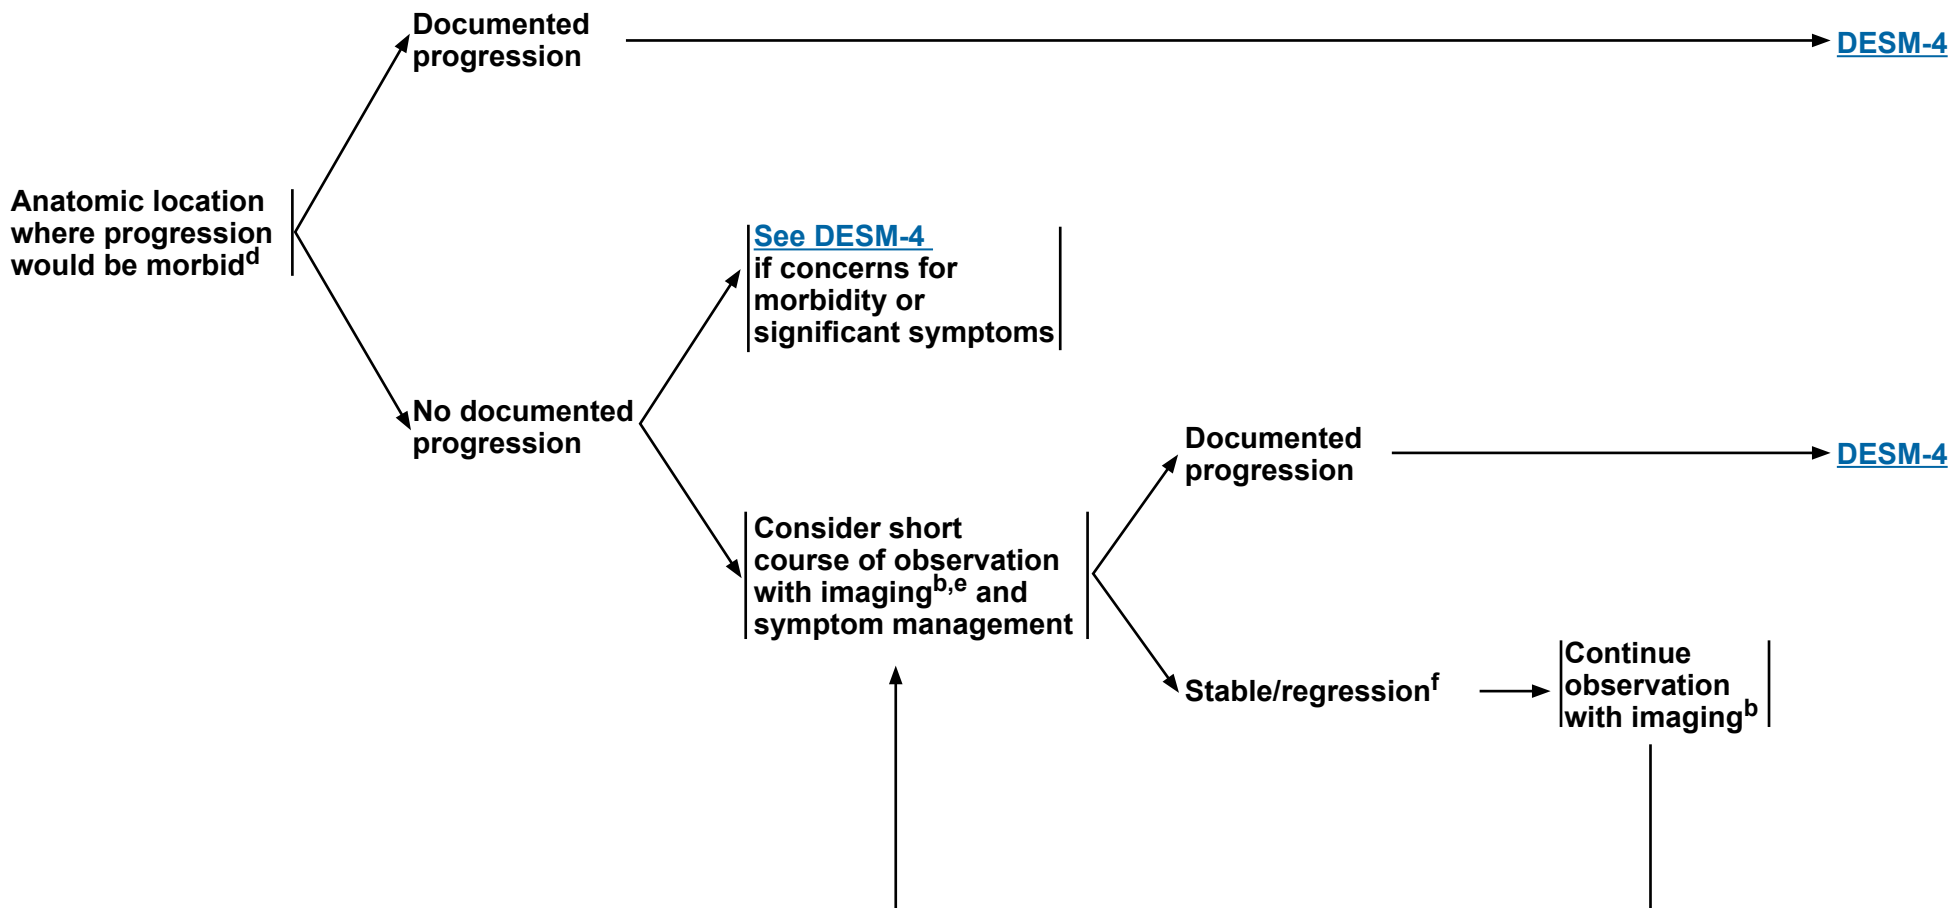 Documented
progression
DESM-4
Anatomic location
where progression
would be morbidd
See DESM-4
if concerns for
morbidity or
significant symptoms
No documented
progression
Documented
progression
DESM-4
Consider short
course of observation
with imagingb,e and
symptom management
Stable/regressionf
Continue
observation
with imagingb